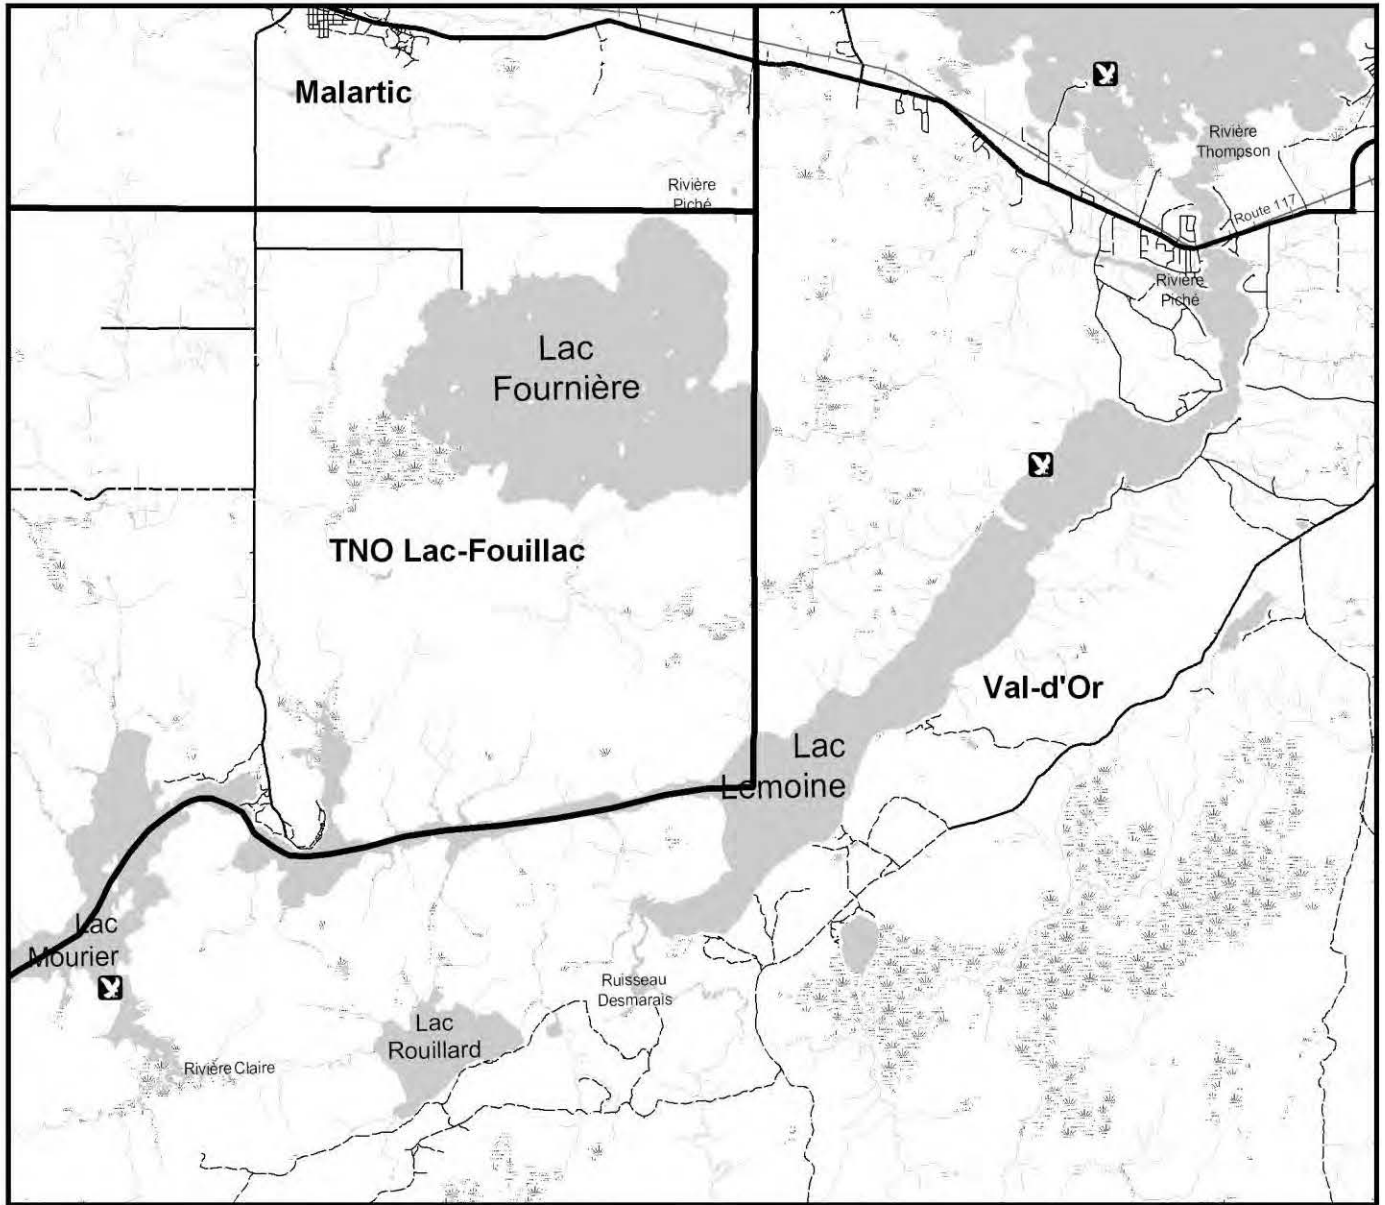 Malartic
Rivière
Thompson
Rivière
Piché
Route 117
Rivière
Piché
Lac
Fournière
TNO Lac-Fouillac
Val-d'Or
Lac
Lemoine
Lac
Mourier
Ruisseau
Desmarais
Lac
Rouillard
Rivière Claire